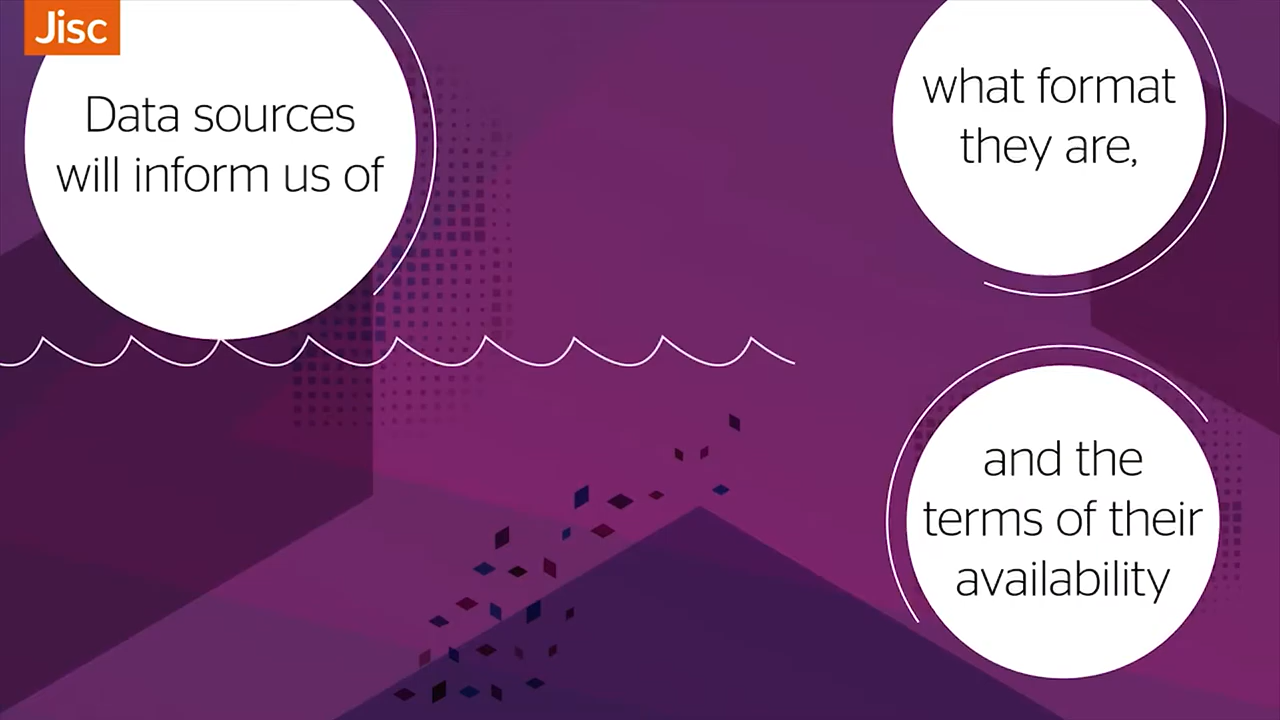 Jisc
Data sources
will inform us of
what format
they are,
and the
terms of their
availability